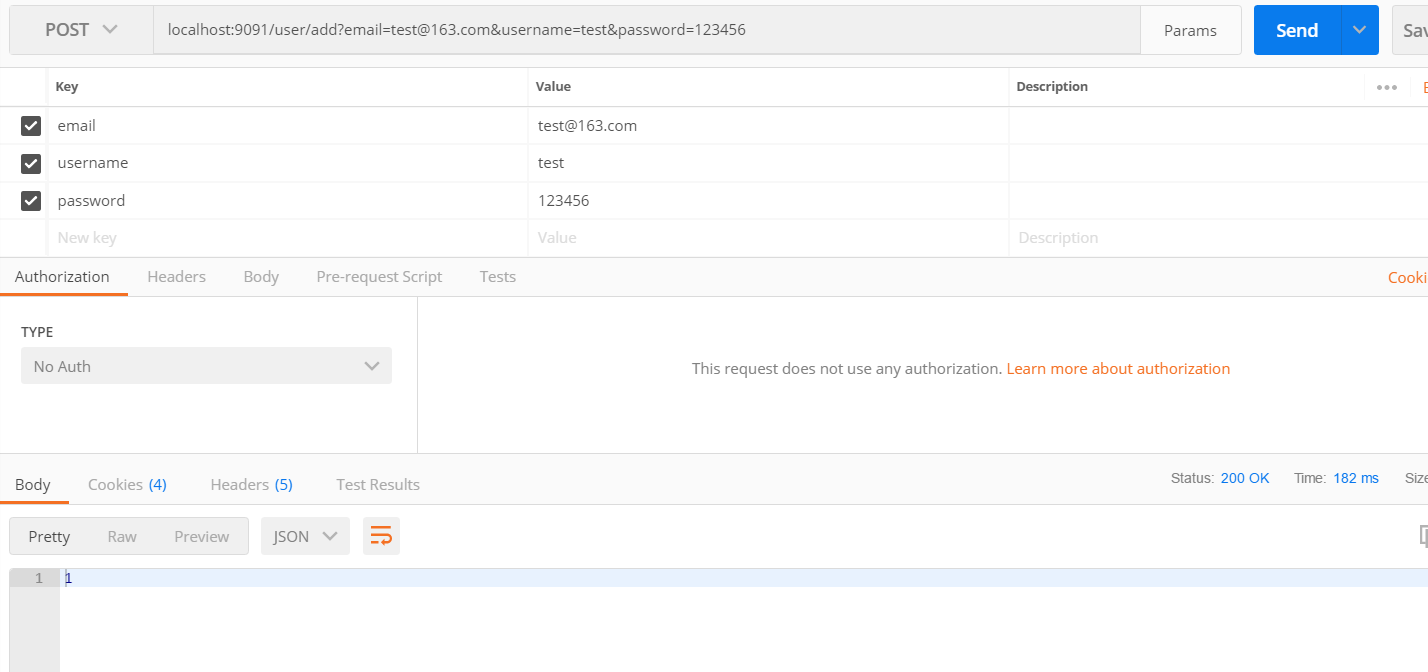 POST localhost:9091/user/add?email=test@163.com&username=test&password=123456 Params Send Sav
Key Value Description
email test@163.com
username test
password 123456
New key Value Description
Authorization Headers Body Pre-request Script Tests Cooki
TYPE
No Auth
This request does not use any authorization. Learn more about authorization
Body Cookies (4) Headers (5) Test Results Status: 200 OK Time: 182 ms Size
Pretty Raw Preview JSON
1 1